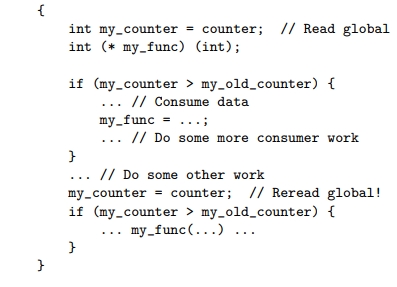 {
int my_counter = counter;  // Read global
int (* my_func) (int);
if (my_counter > my_old_counter) {
... // Consume data
my_func = ...;
... // Do some more consumer work
}
... // Do some other work
my_counter = counter;  // Reread global!
if (my_counter > my_old_counter) {
... my_func(...) ...
}
}